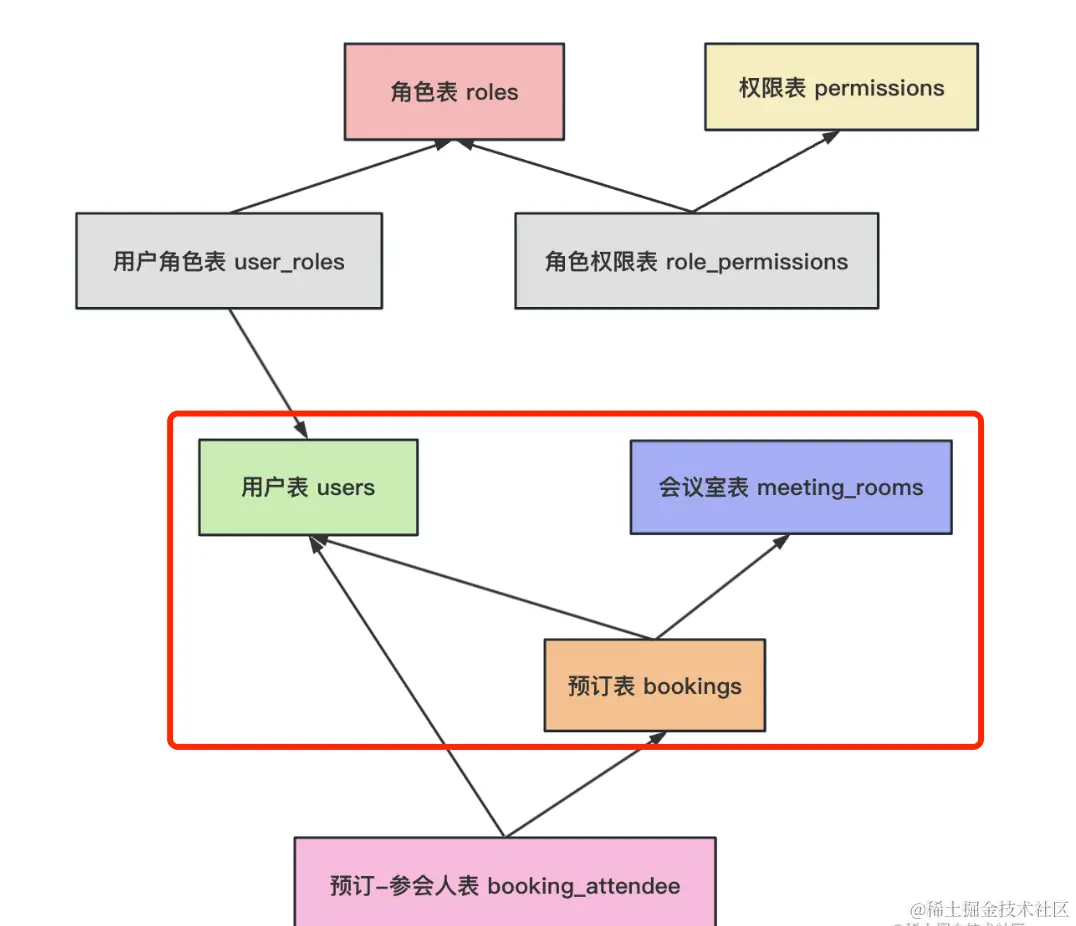 角色表 roles
权限表 permissions
用户角色表 user_roles
角色权限表 role_permissions
用户表 users
会议室表 meeting_rooms
预订表 bookings
预订-参会人表 booking_attendee
@稀土掘金技术社区